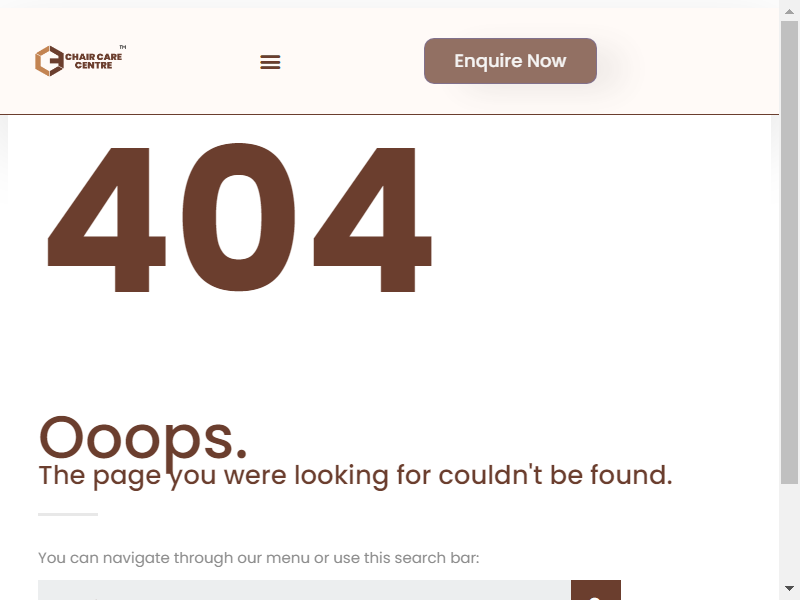 CHAIR CARE
CENTRE
TM
Enquire Now
404
Ooops.
The page you were looking for couldn't be found.
You can navigate through our menu or use this search bar: